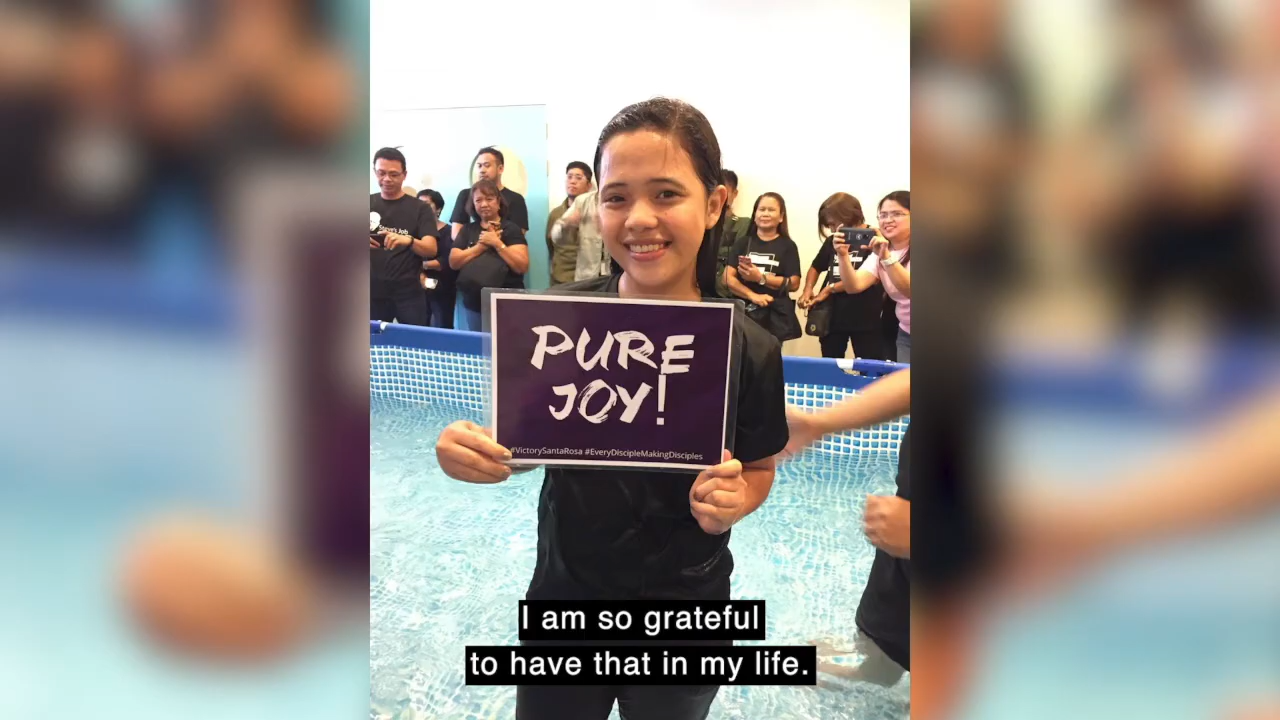 PURE
JOY!
#VictorySantaRosa #EveryDiscipleMakingDisciples
I am so grateful
to have that in my life.